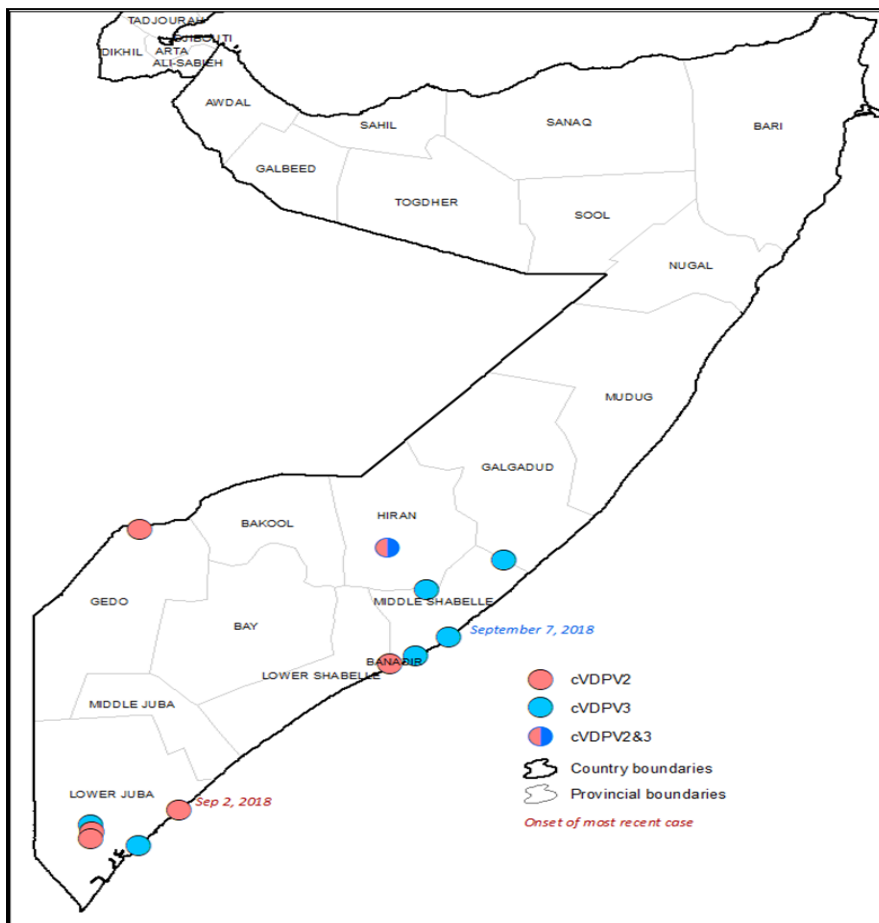 TADJOURAH
DJIBOUTI
DIKHIL
ARTA
ALI-SABIEH
AWDAL
SAHIL
SANAQ
BARI
GALBEED
TOGDHER
SOOL
NUGAL
MUDUG
GALGADUD
HIRAN
BAKOOL
GEDO
MIDDLE SHABELLE
BAY
September 7, 2018
BANADIR
LOWER SHABELLE
MIDDLE JUBA
LOWER JUBA
Sep 2, 2018
cVDPV2
cVDPV3
cVDPV2&3
Country boundaries
Provincial boundaries
Onset of most recent case